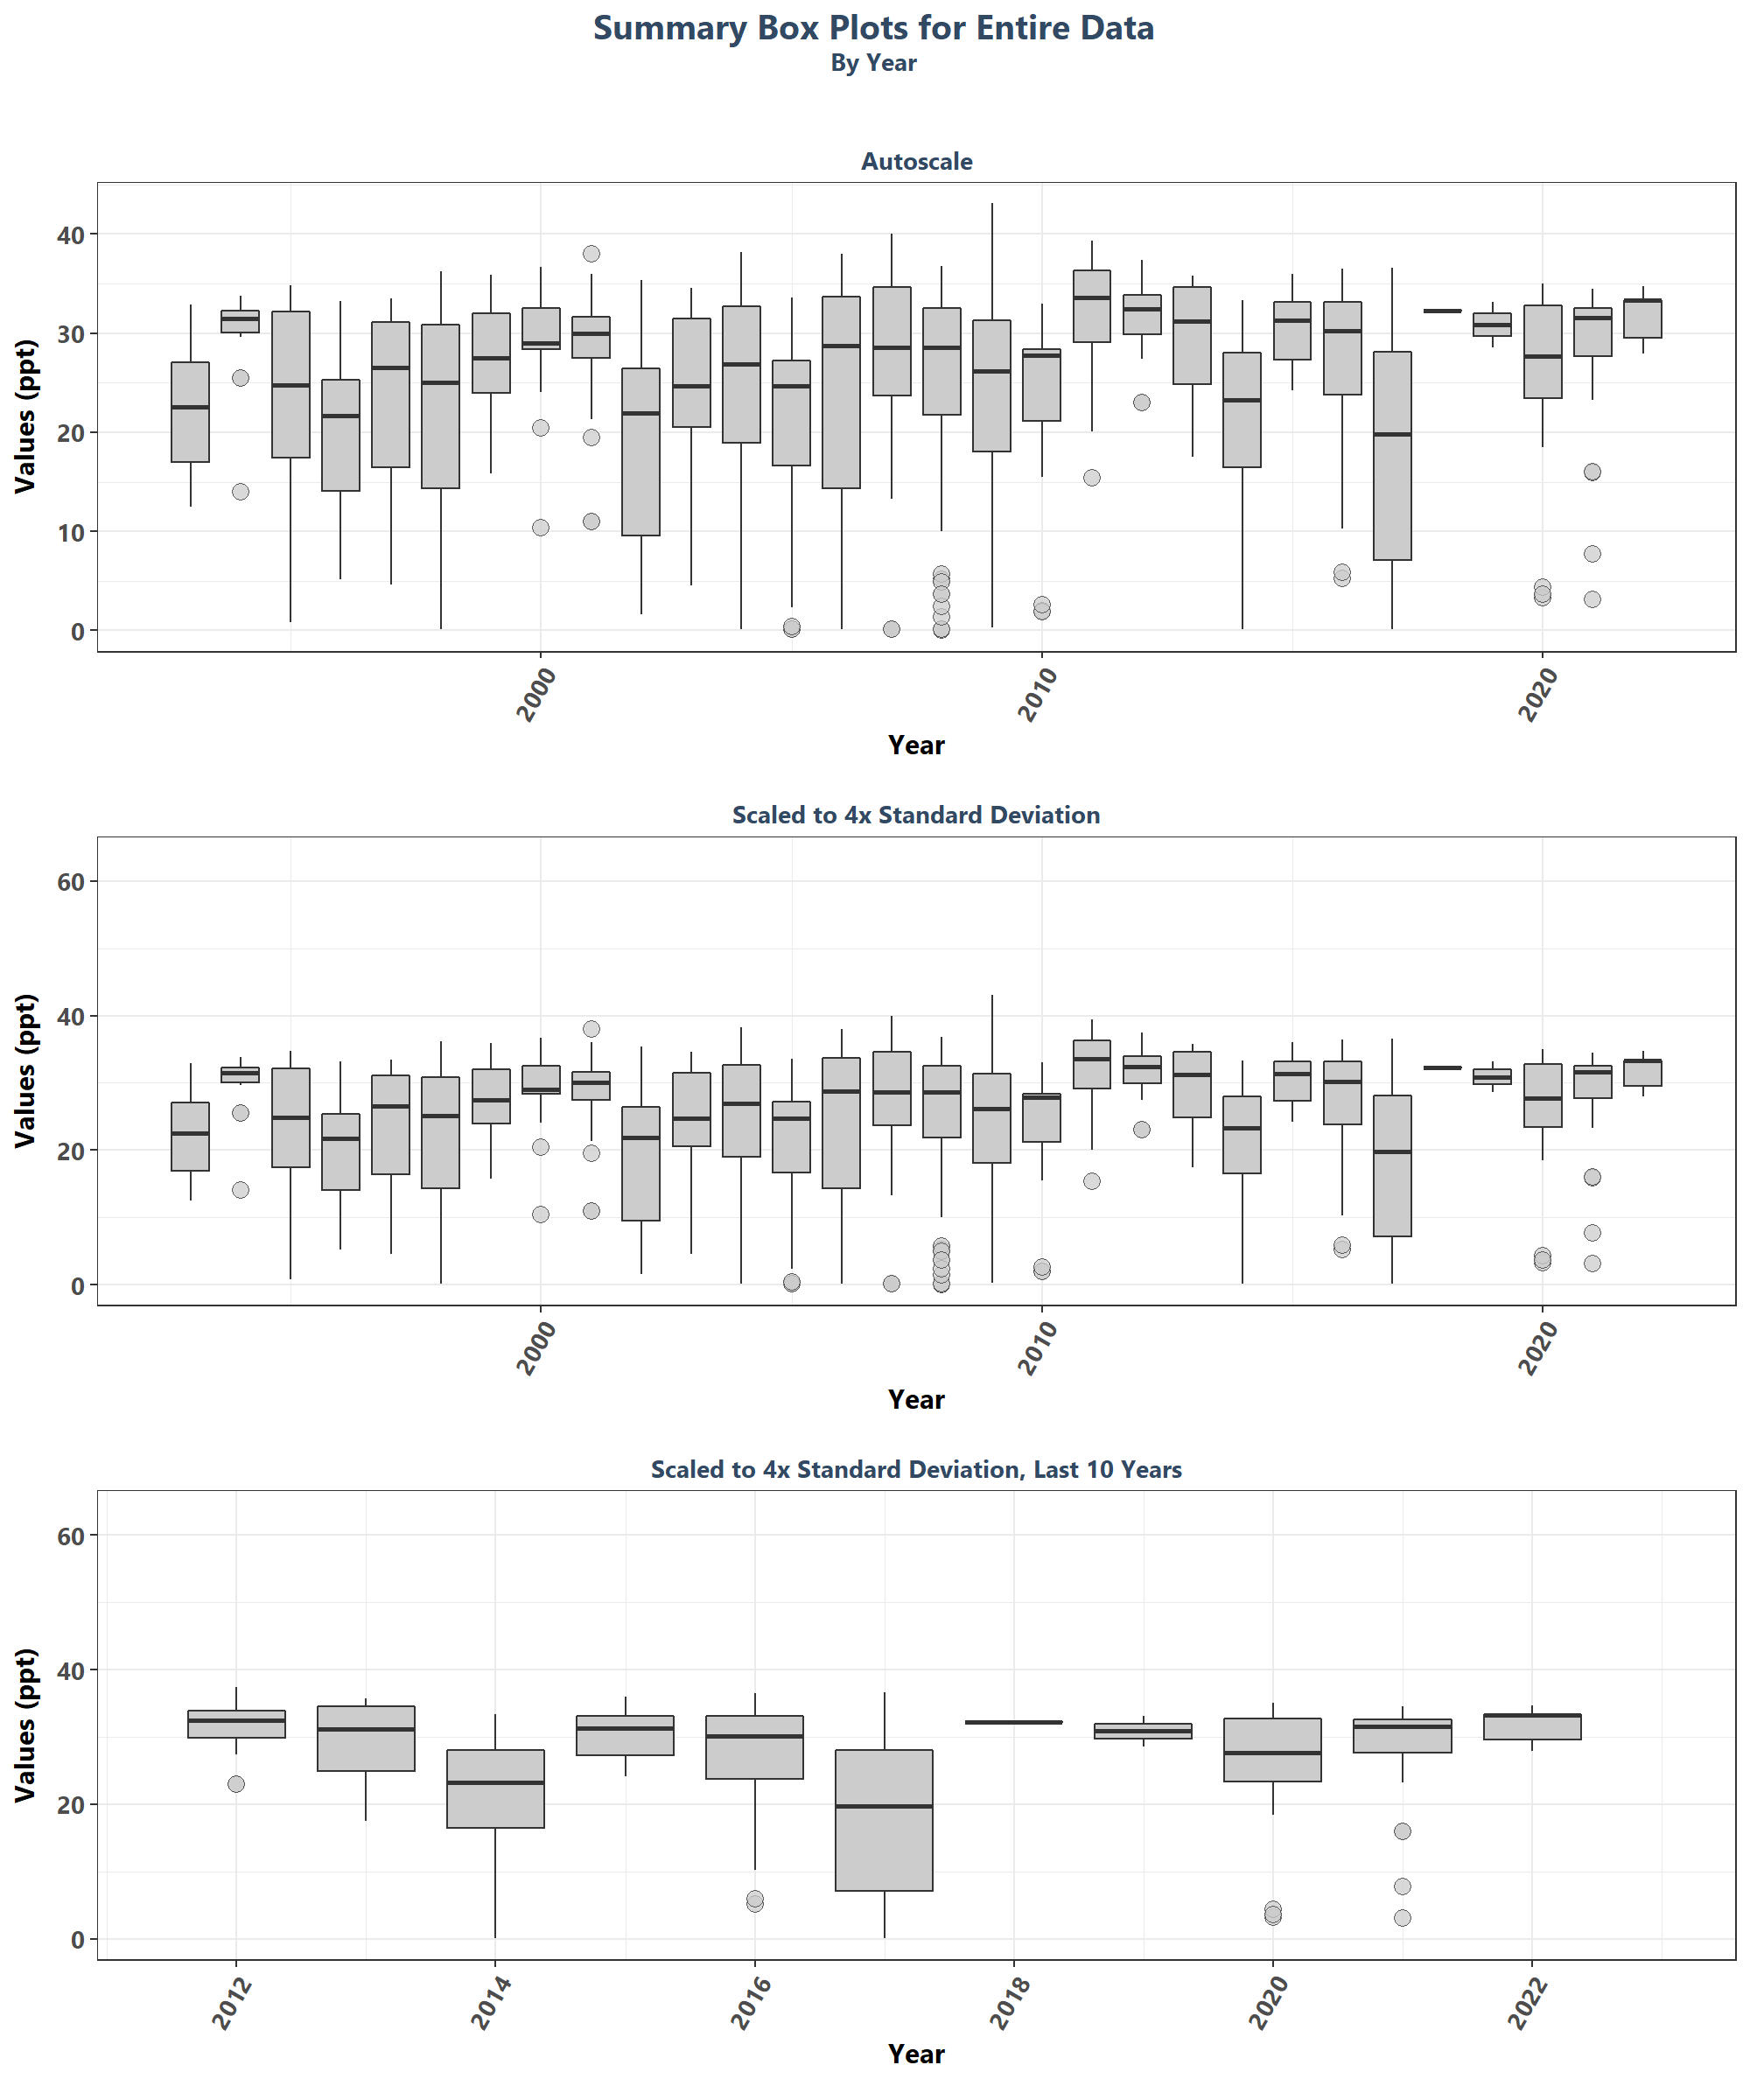 Summary Box Plots for Entire Data
By Year
Autoscale
Values (ppt)
40
30
20
10
0
2000
2010
2020
Year
Scaled to 4x Standard Deviation
Values (ppt)
60
40
20
0
2000
2010
2020
Year
Scaled to 4x Standard Deviation, Last 10 Years
Values (ppt)
60
40
20
0
2012
2014
2016
2018
2020
2022
Year